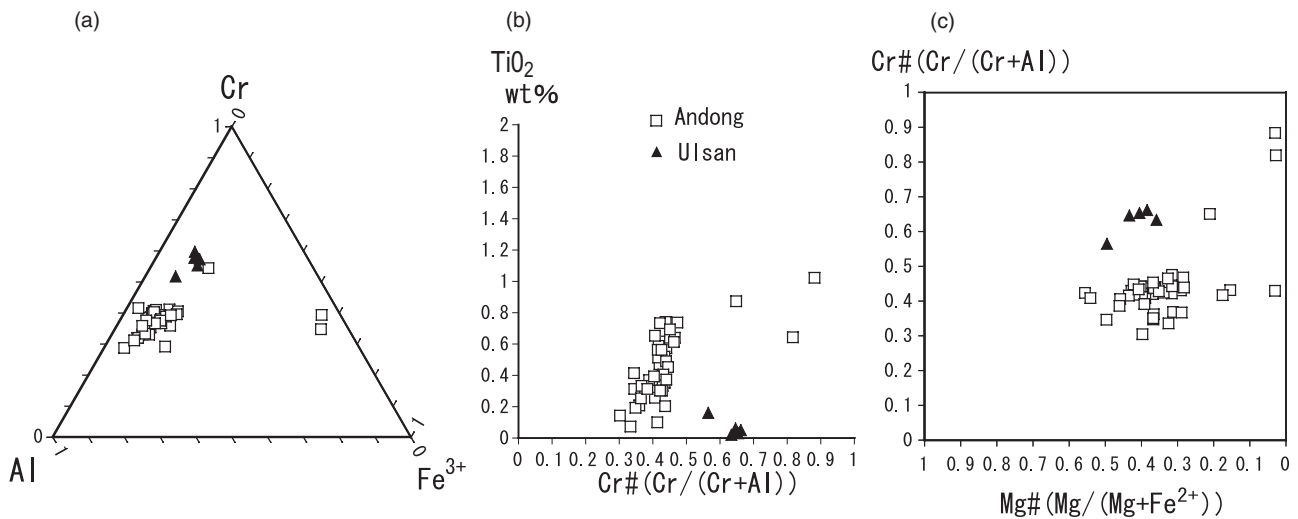 (a)
Cr
1
0
0
1
1
0
Al
Fe³⁺
(b)
TiO₂
wt%
□ Andong
▲ Ulsan
2
1.8
1.6
1.4
1.2
1
0.8
0.6
0.4
0.2
0
0 0.1 0.2 0.3 0.4 0.5 0.6 0.7 0.8 0.9 1
Cr#(Cr/(Cr+Al))
(c)
Cr#(Cr/(Cr+Al))
1
0.9
0.8
0.7
0.6
0.5
0.4
0.3
0.2
0.1
0
1 0.9 0.8 0.7 0.6 0.5 0.4 0.3 0.2 0.1 0
Mg#(Mg/(Mg+Fe²⁺))